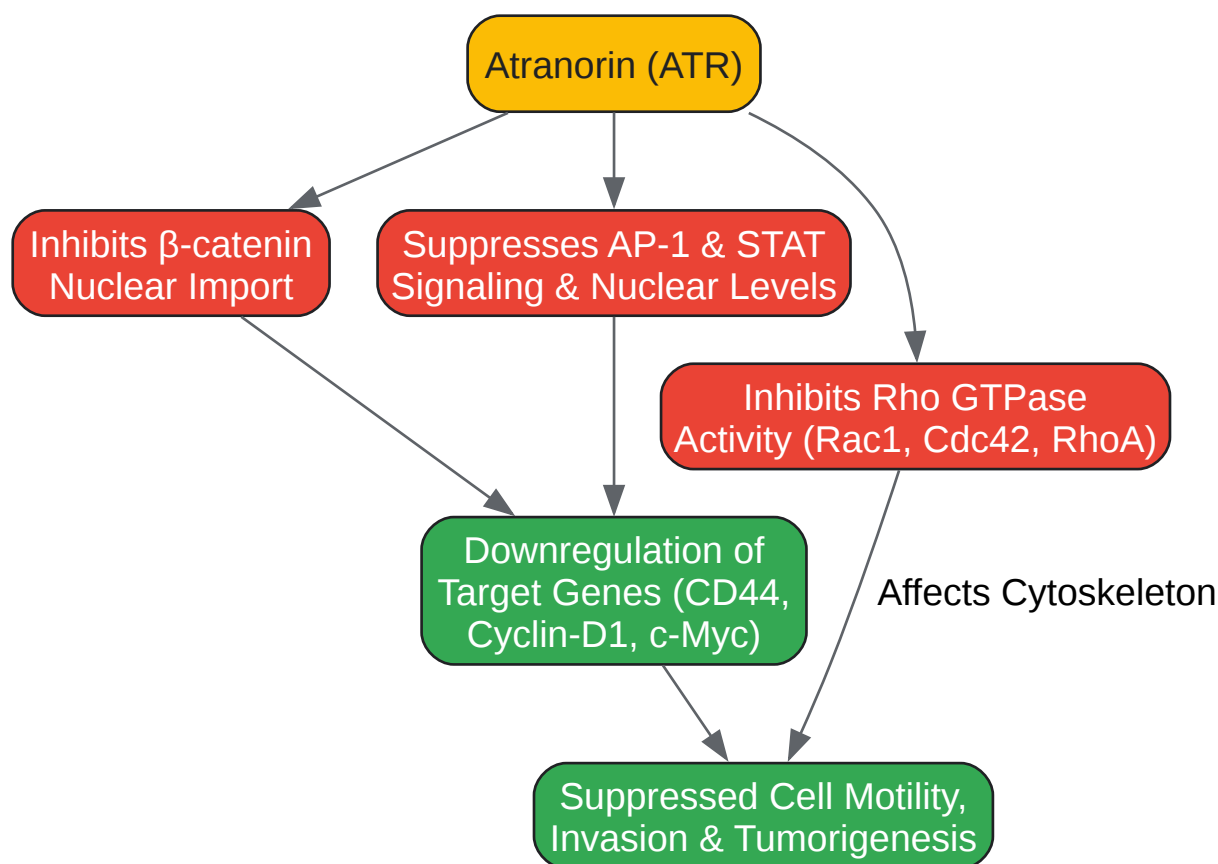 Atranorin (ATR)
Inhibits β-catenin
Nuclear Import
Suppresses AP-1 & STAT
Signaling & Nuclear Levels
Inhibits Rho GTPase
Activity (Rac1, Cdc42, RhoA)
Downregulation of
Target Genes (CD44,
Cyclin-D1, c-Myc)
Affects Cytoskeleton
Suppressed Cell Motility,
Invasion & Tumorigenesis